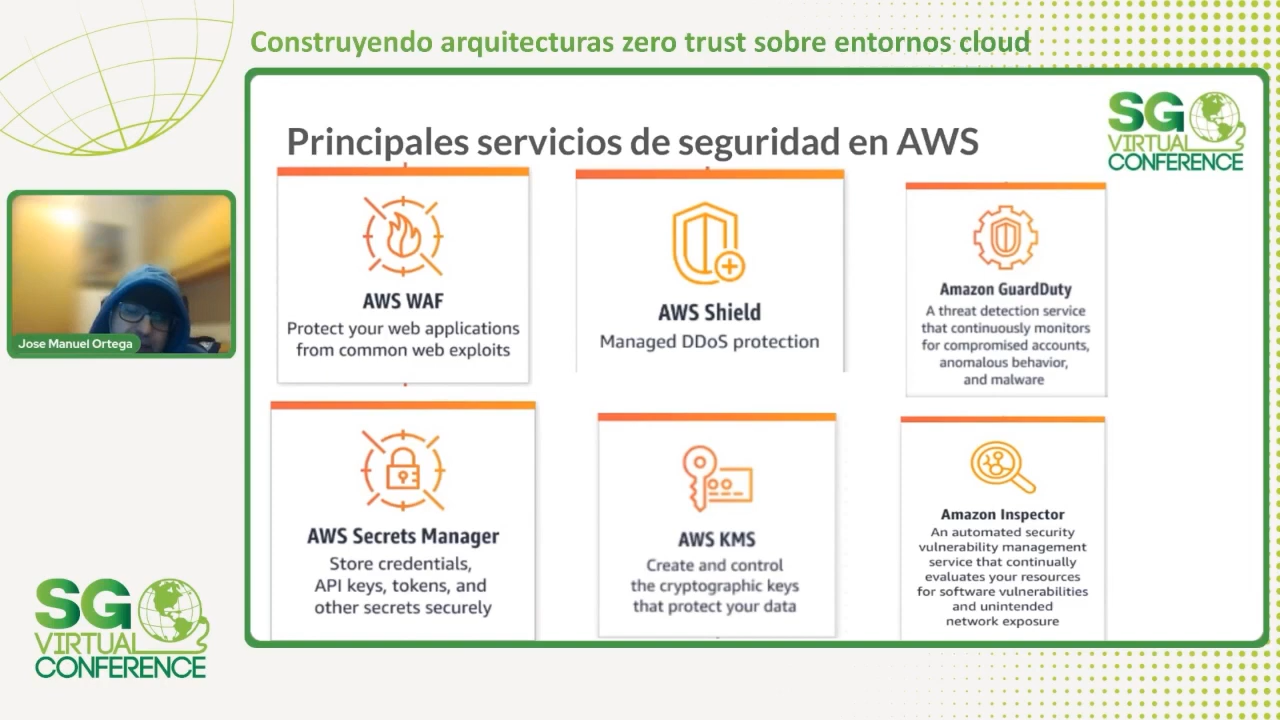 Construyendo arquitecturas zero trust sobre entornos cloud
SG
VIRTUAL
CONFERENCE
Principales servicios de seguridad en AWS
AWS WAF
Protect your web applications
from common web exploits
AWS Shield
Managed DDoS protection
Amazon GuardDuty
A threat detection service
that continuously monitors
for compromised accounts,
anomalous behavior,
and malware
Jose Manuel Ortega
AWS Secrets Manager
Store credentials,
API keys, tokens, and
other secrets securely
AWS KMS
Create and control
the cryptographic keys
that protect your data
Amazon Inspector
An automated security
vulnerability management
service that continually
evaluates your resources
for software vulnerabilities
and unintended
network exposure
SG
VIRTUAL
CONFERENCE